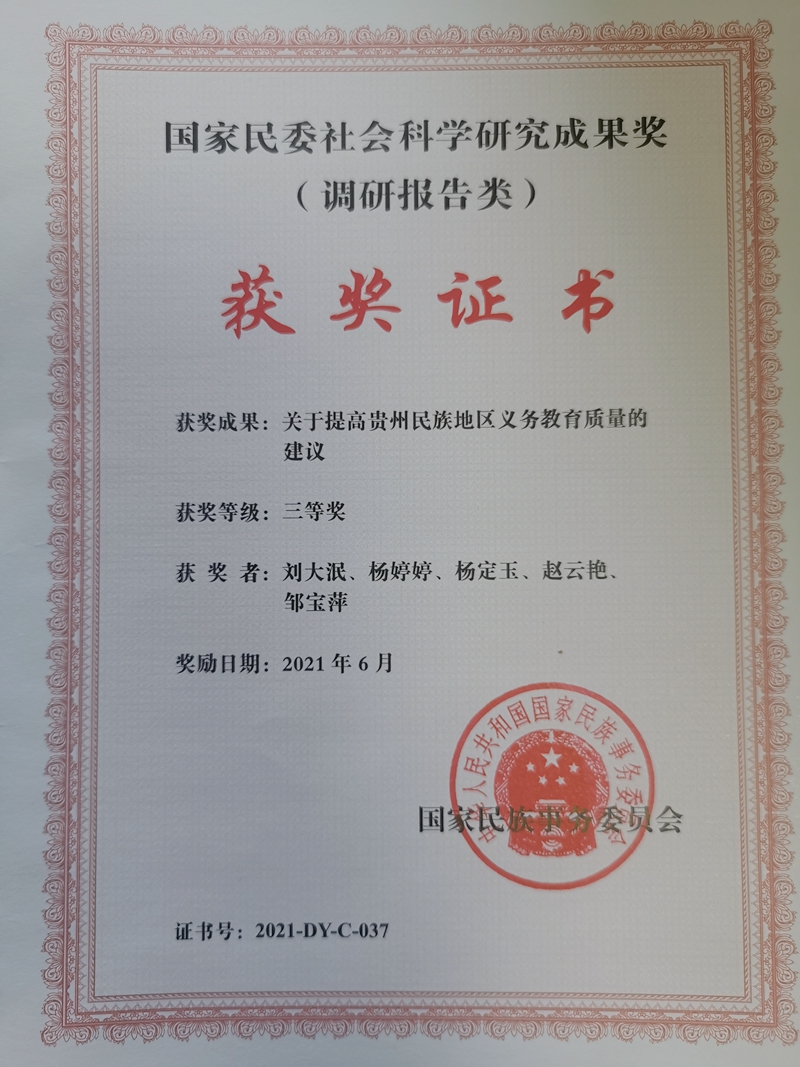 国家民委社会科学研究成果奖
（调研报告类）
获奖证书
获奖成果：关于提高贵州民族地区义务教育质量的
建议
获奖等级：三等奖
获 奖 者：刘大泯、杨婷婷、杨定玉、赵云艳、
邹宝萍
奖励日期：2021 年 6 月
中华人民共和国国家民族事务委员会
国家民族事务委员会
证书号：2021-DY-C-037